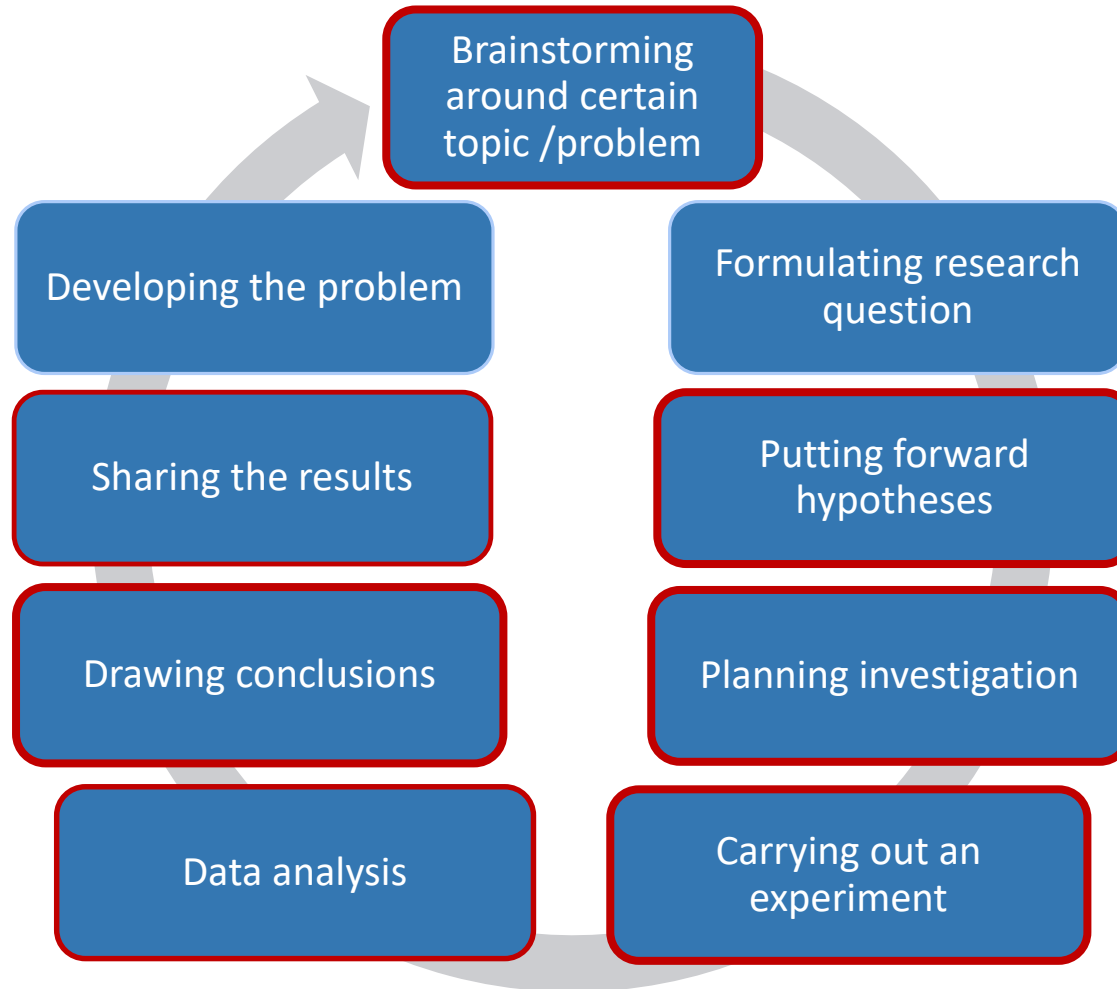 Brainstorming
around certain
topic /problem
Formulating research
question
Putting forward
hypotheses
Planning investigation
Carrying out an
experiment
Data analysis
Drawing conclusions
Sharing the results
Developing the problem